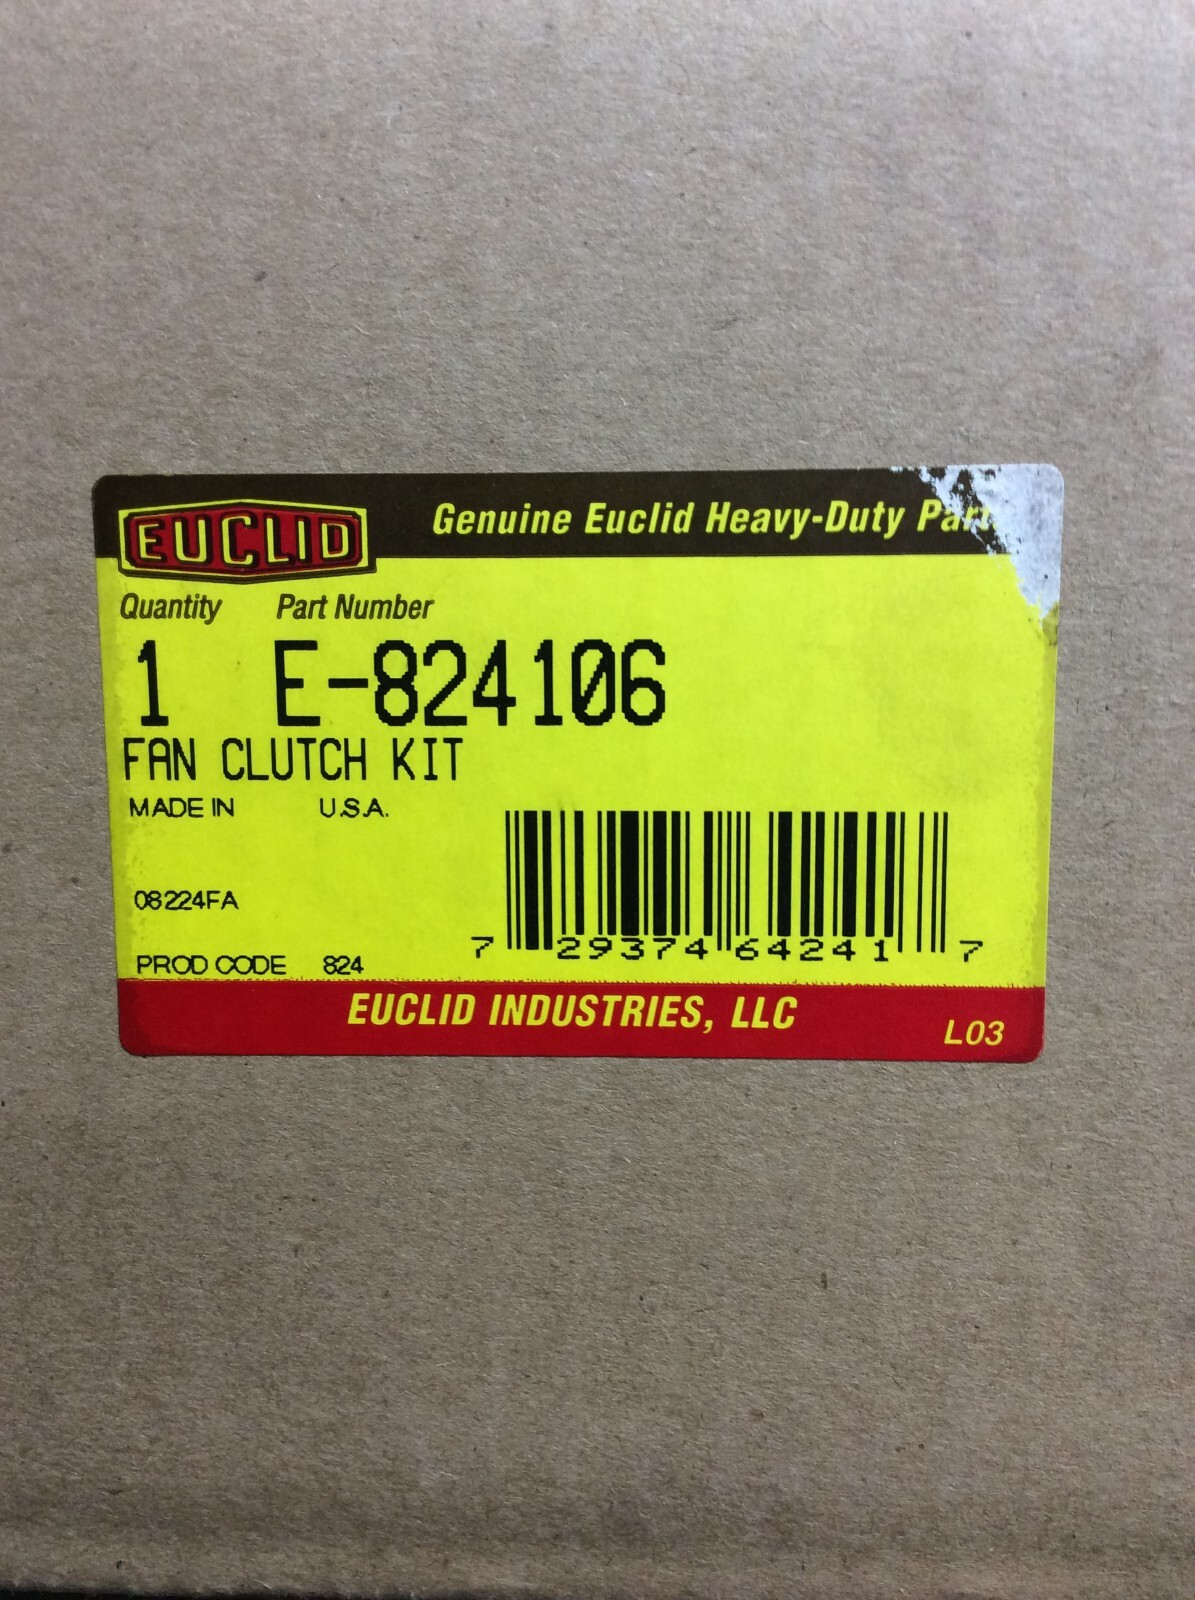 EUCLID
Genuine Euclid Heavy-Duty
Quantity Part Number
1 E-824106
FAN CLUTCH KIT
MADE IN U.S.A.
08224FA
7 29374 64241 7
PROD CODE 824
EUCLID INDUSTRIES, LLC
L03